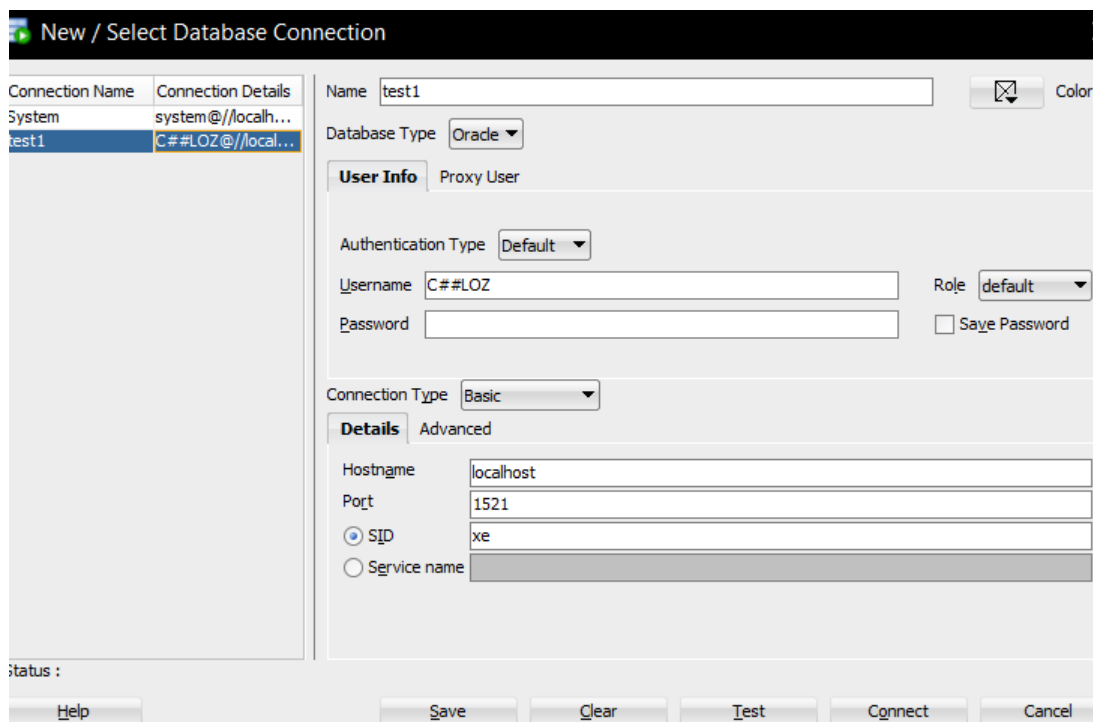 New / Select Database Connection
Connection Name Connection Details
System system@//localh...
test1 C##LOZ@//local...
Name test1 Color
Database Type Oracle
User Info Proxy User
Authentication Type Default
Username C##LOZ Role default
Password Save Password
Connection Type Basic
Details Advanced
Hostname localhost
Port 1521
SID xe
Service name
Status :
Help Save Clear Test Connect Cancel